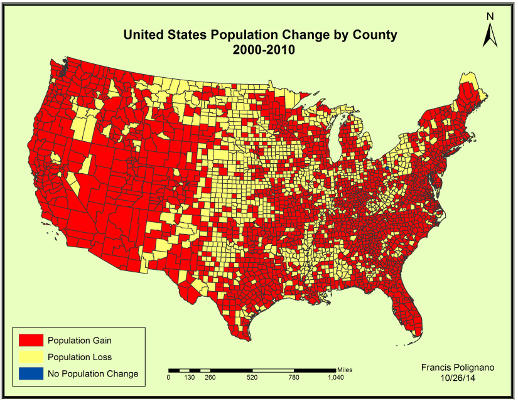 United States Population Change by County
2000-2010
N
Population Gain
Population Loss
No Population Change
0 130 260 520 780 1,040 Miles
Francis Polignano
10/26/14